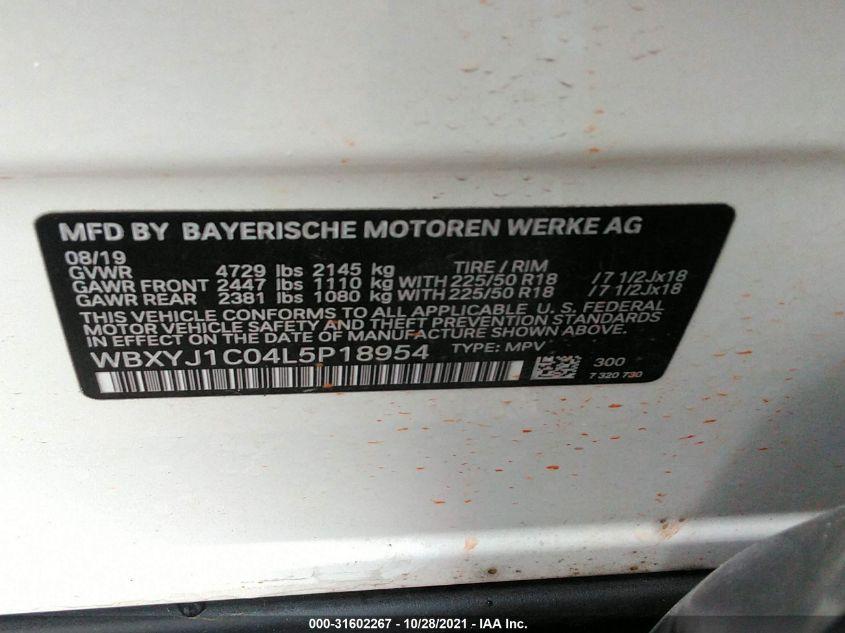 MFD BY BAYERISCHE MOTOREN WERKE AG
08/19
TIRE / RIM
GVWR 4729 lbs 2145 kg
GAWR FRONT 2447 lbs 1110 kg WITH 225/50 R18 /7 1/2Jx18
GAWR REAR 2381 lbs 1080 kg WITH 225/50 R18 /7 1/2Jx18
THIS VEHICLE CONFORMS TO ALL APPLICABLE U. S. FEDERAL
MOTOR VEHICLE SAFETY AND THEFT PREVENTION STANDARDS
IN EFFECT ON THE DATE OF MANUFACTURE SHOWN ABOVE.
WBXYJ1C04L5P18954 TYPE: MPV
300
7 320 730
000-31602267 - 10/28/2021 - IAA Inc.